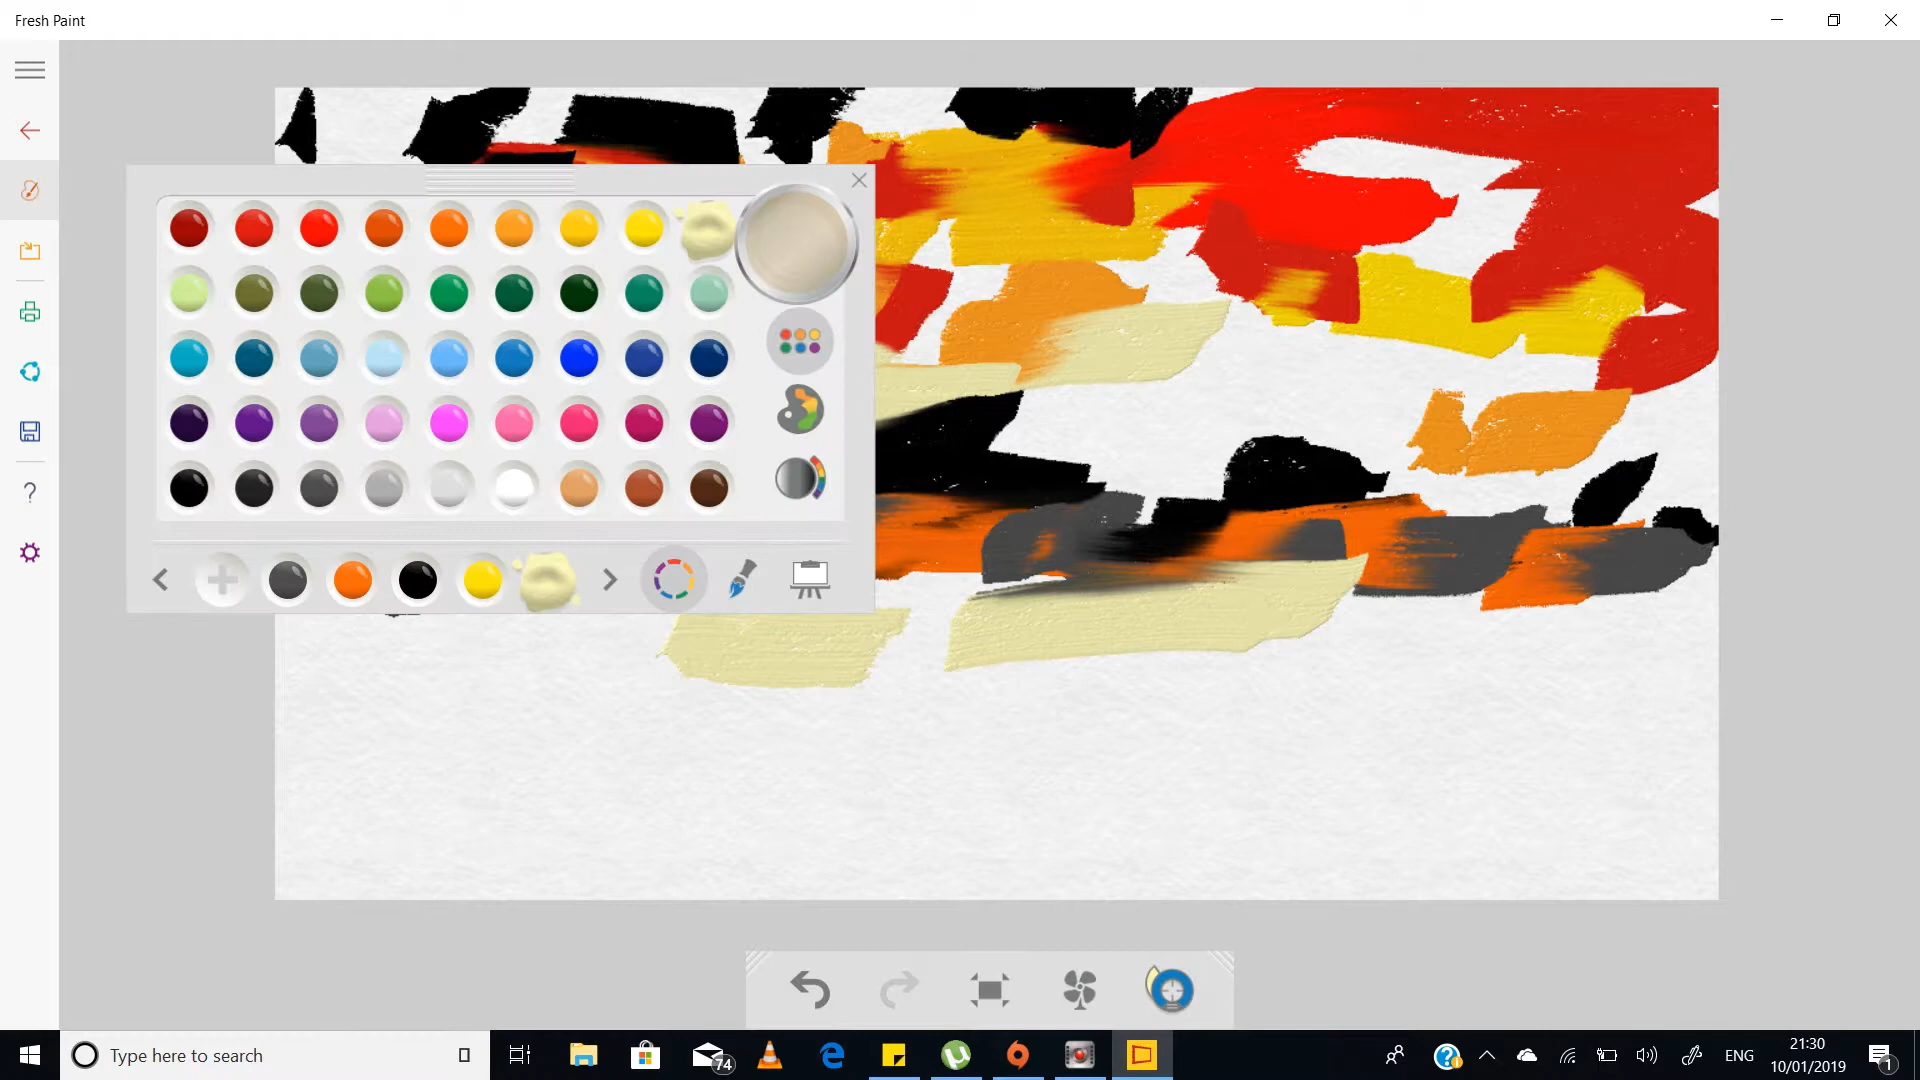 Fresh Paint
Type here to search
74
ENG
21:30
10/01/2019
1